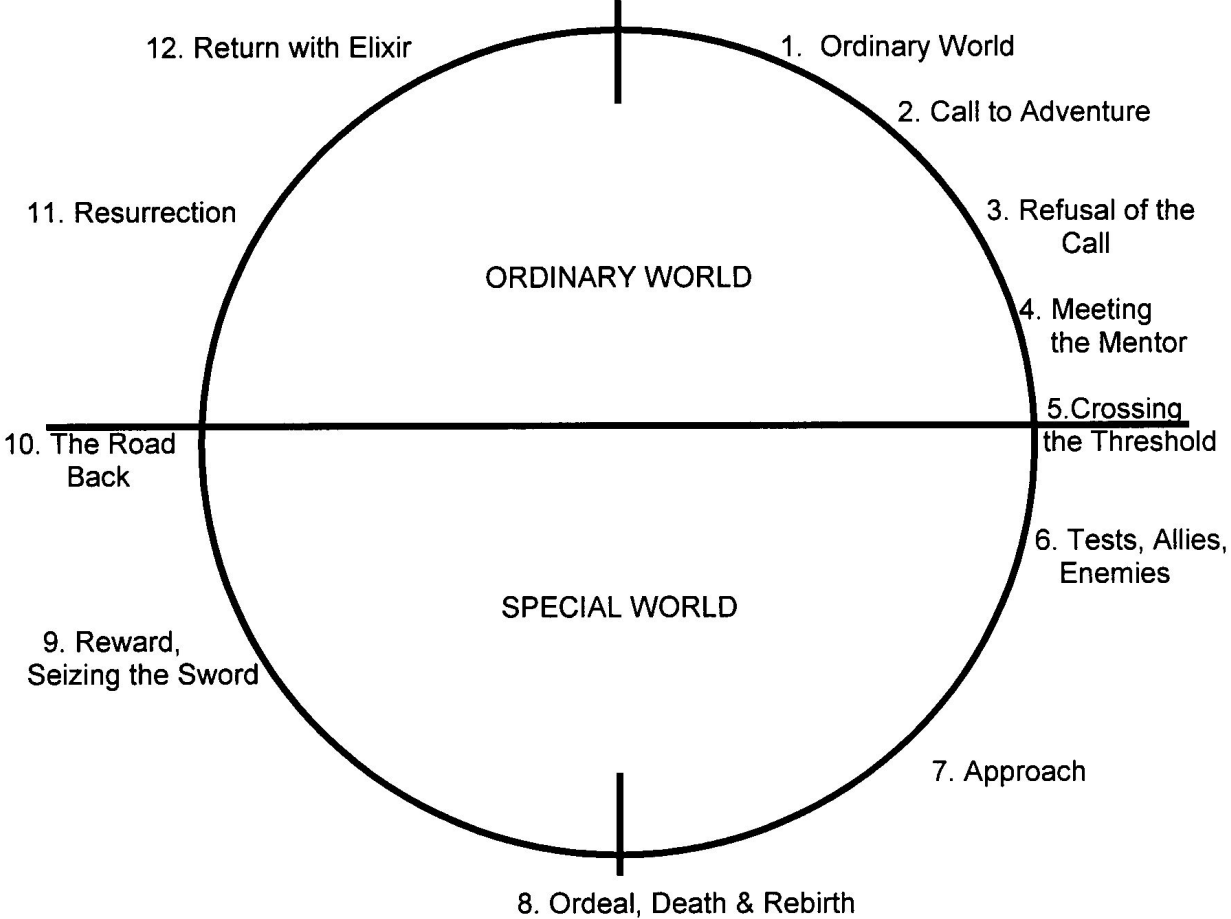 12. Return with Elixir
1. Ordinary World
2. Call to Adventure
11. Resurrection
3. Refusal of the
Call
ORDINARY WORLD
4. Meeting
the Mentor
5.Crossing
the Threshold
10. The Road
Back
6. Tests, Allies,
Enemies
SPECIAL WORLD
9. Reward,
Seizing the Sword
7. Approach
8. Ordeal, Death & Rebirth